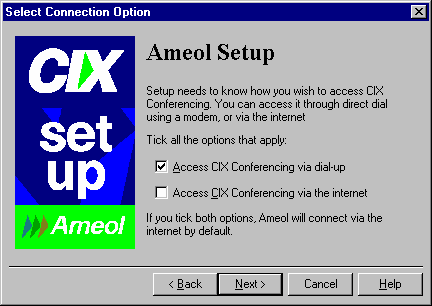 Select Connection Option
CIX
set
up
Ameol
Ameol Setup
Setup needs to know how you wish to access CIX
Conferencing. You can access it through direct dial
using a modem, or via the internet
Tick all the options that apply:
Access CIX Conferencing via dial-up
Access CIX Conferencing via the internet
If you tick both options, Ameol will connect via the
internet by default.
< Back
Next >
Cancel
Help